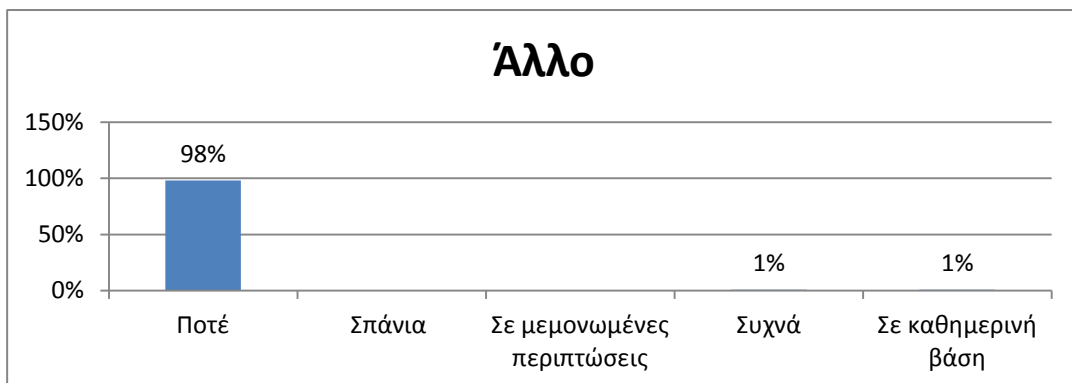 Άλλο
150%
100%
50%
0%
98%
1%
1%
Ποτέ
Σπάνια
Σε μεμονωμένες
περιπτώσεις
Συχνά
Σε καθημερινή
βάση